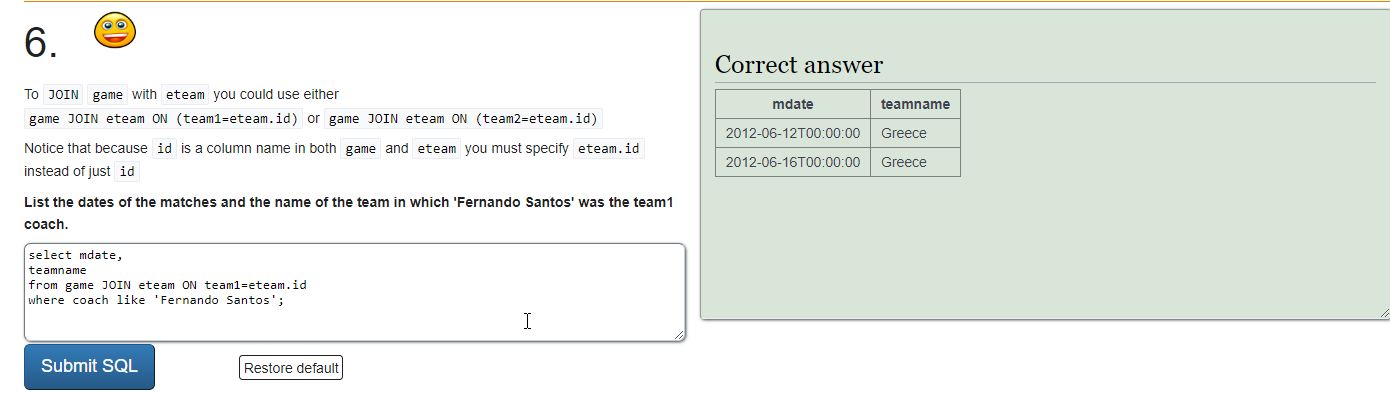 6.
To JOIN game with eteam you could use either
game JOIN eteam ON (team1=eteam.id) or game JOIN eteam ON (team2=eteam.id)
Notice that because id is a column name in both game and eteam you must specify eteam.id
instead of just id
List the dates of the matches and the name of the team in which 'Fernando Santos' was the team1
coach.
select mdate,
teamname
from game JOIN eteam ON team1=eteam.id
where coach like 'Fernando Santos';
Submit SQL
Restore default
Correct answer
mdate teamname
2012-06-12T00:00:00 Greece
2012-06-16T00:00:00 Greece